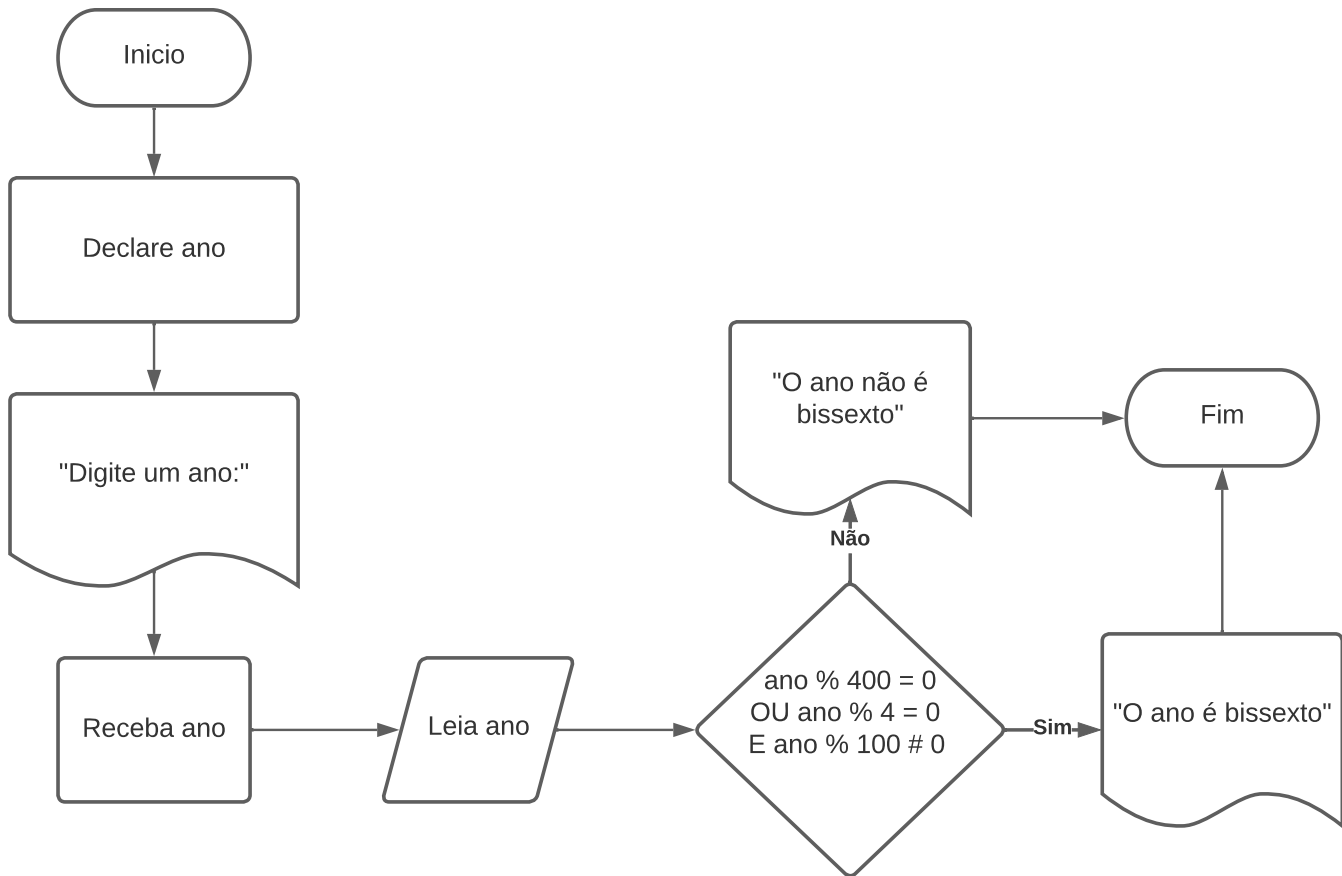 Inicio
Declare ano
"Digite um ano:"
Receba ano
Leia ano
ano % 400 = 0
OU ano % 4 = 0
E ano % 100 # 0
Não
"O ano não é
bissexto"
Sim
"O ano é bissexto"
Fim